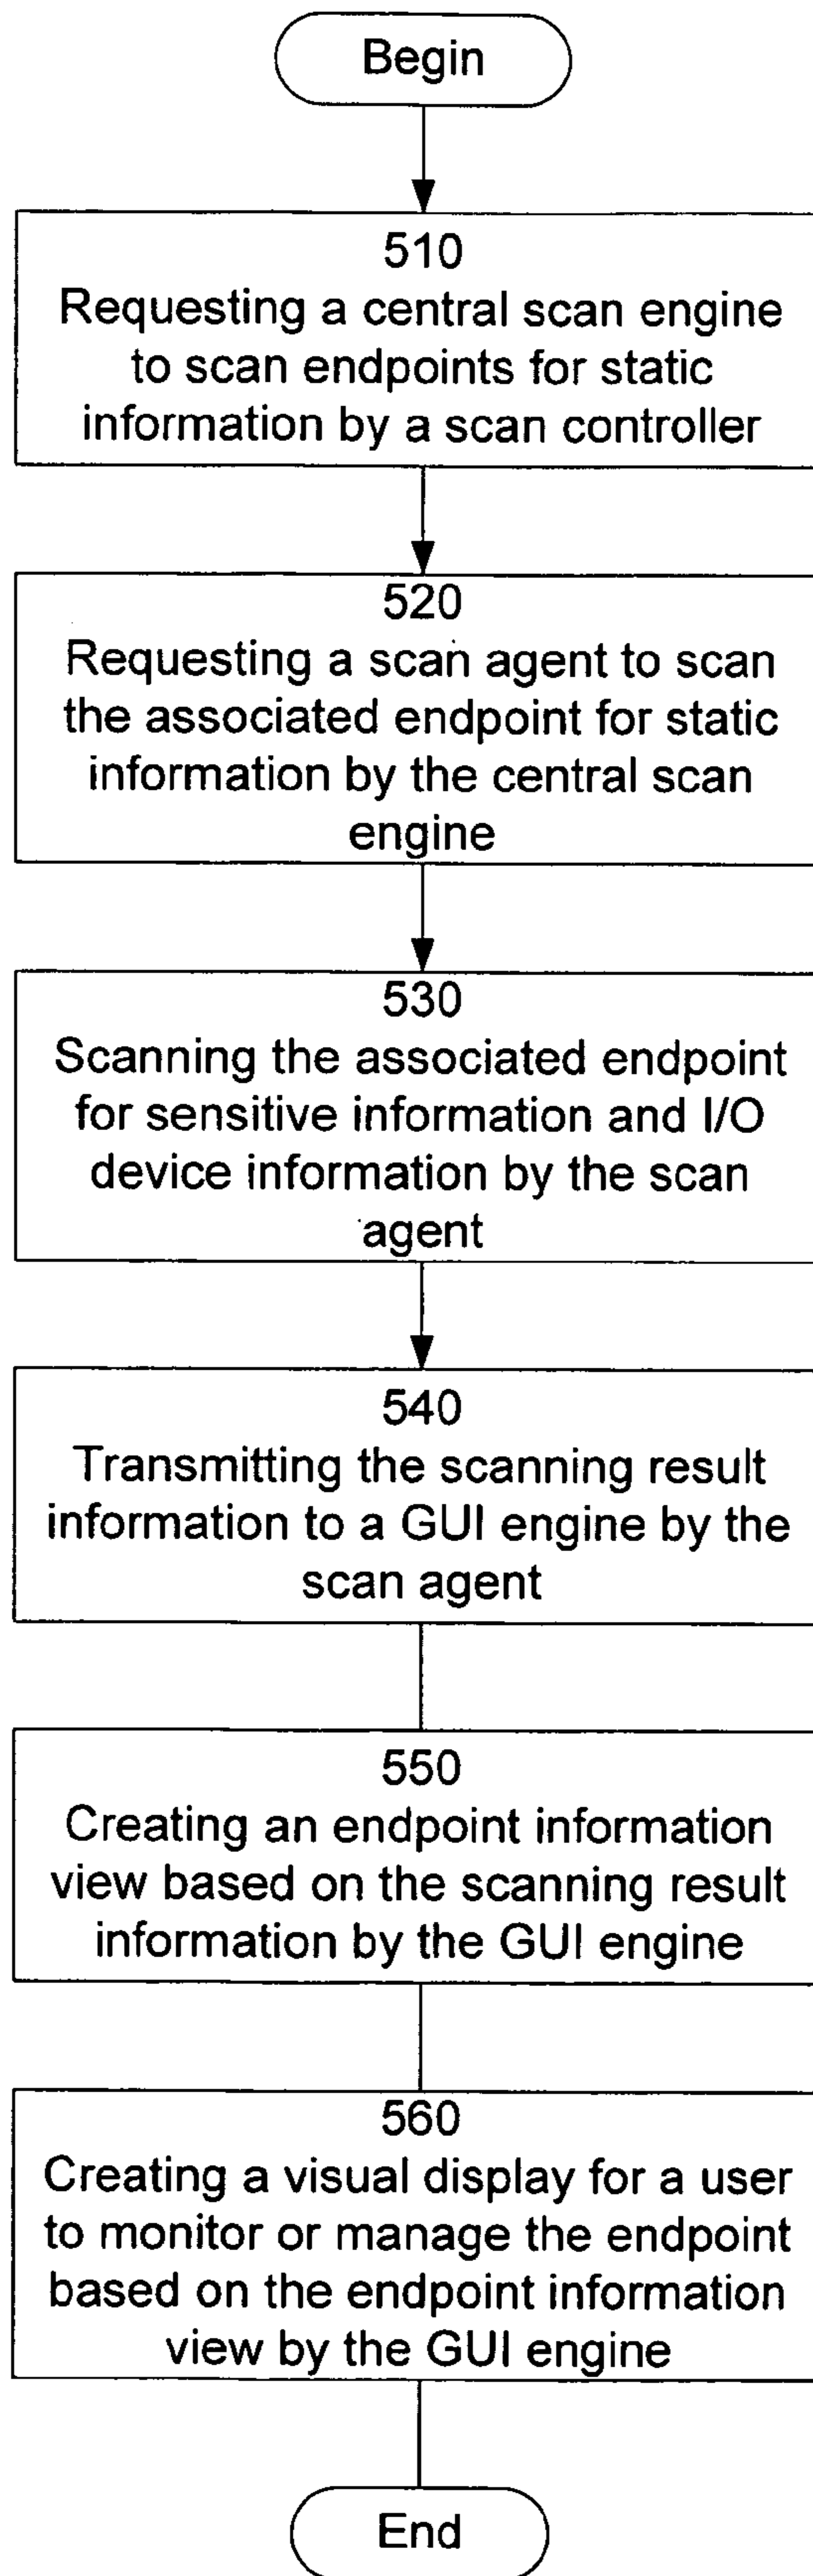 Begin
510
Requesting a central scan engine
to scan endpoints for static
information by a scan controller
520
Requesting a scan agent to scan
the associated endpoint for static
information by the central scan
engine
530
Scanning the associated endpoint
for sensitive information and I/O
device information by the scan
agent
540
Transmitting the scanning result
information to a GUI engine by the
scan agent
550
Creating an endpoint information
view based on the scanning result
information by the GUI engine
560
Creating a visual display for a user
to monitor or manage the endpoint
based on the endpoint information
view by the GUI engine
End